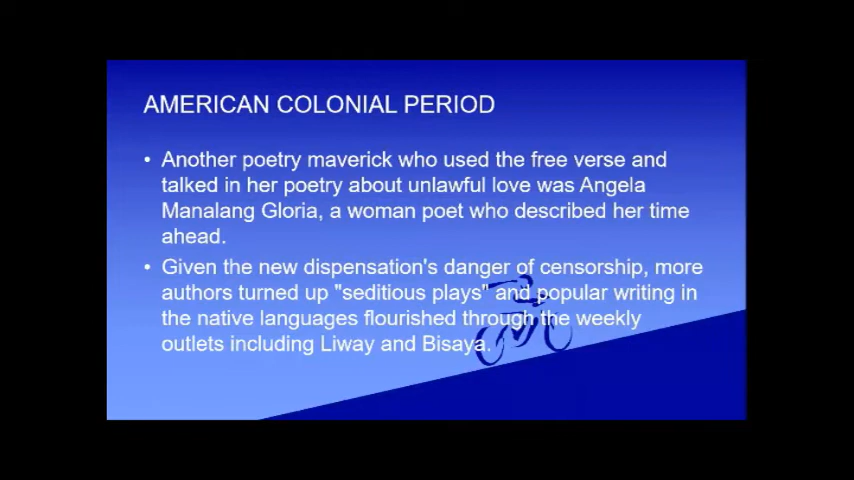 AMERICAN COLONIAL PERIOD
• Another poetry maverick who used the free verse and
talked in her poetry about unlawful love was Angela
Manalang Gloria, a woman poet who described her time
ahead.
• Given the new dispensation's danger of censorship, more
authors turned up "seditious plays" and popular writing in
the native languages flourished through the weekly
outlets including Liway and Bisaya.